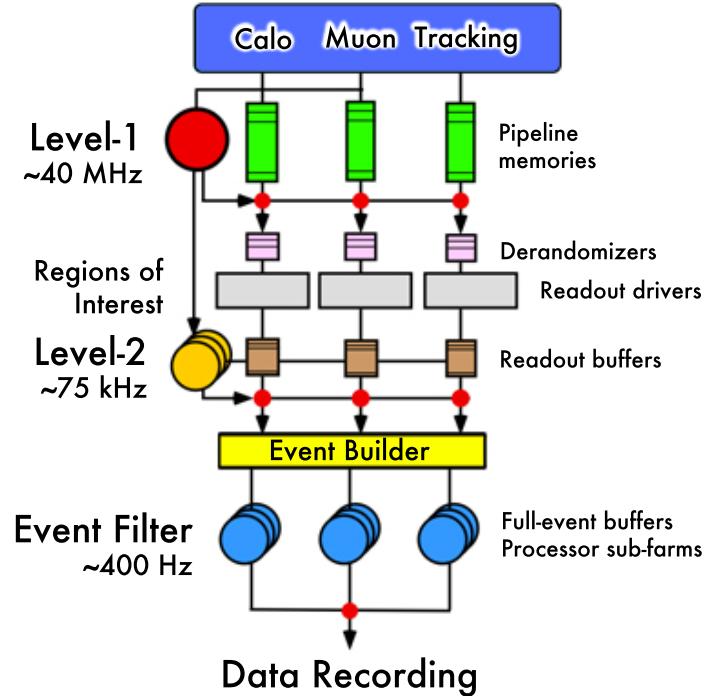 Calo Muon Tracking
Level-1
~40 MHz
Pipeline
memories
Derandomizers
Regions of
Interest
Readout drivers
Level-2
~75 kHz
Readout buffers
Event Builder
Event Filter
~400 Hz
Full-event buffers
Processor sub-farms
Data Recording